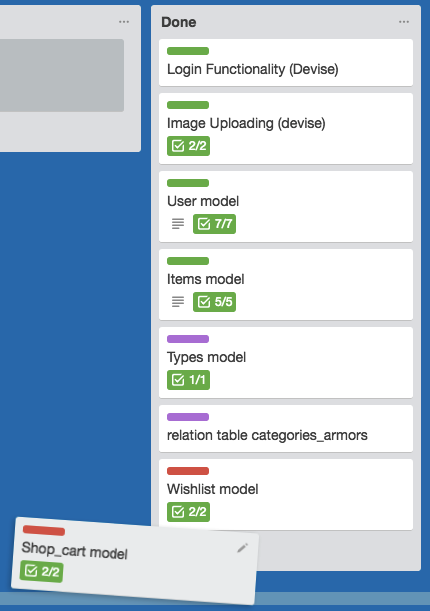 Done
Login Functionality (Devise)
Image Uploading (devise)
2/2
User model
7/7
Items model
5/5
Types model
1/1
relation table categories_armors
Wishlist model
2/2
Shop_cart model
2/2